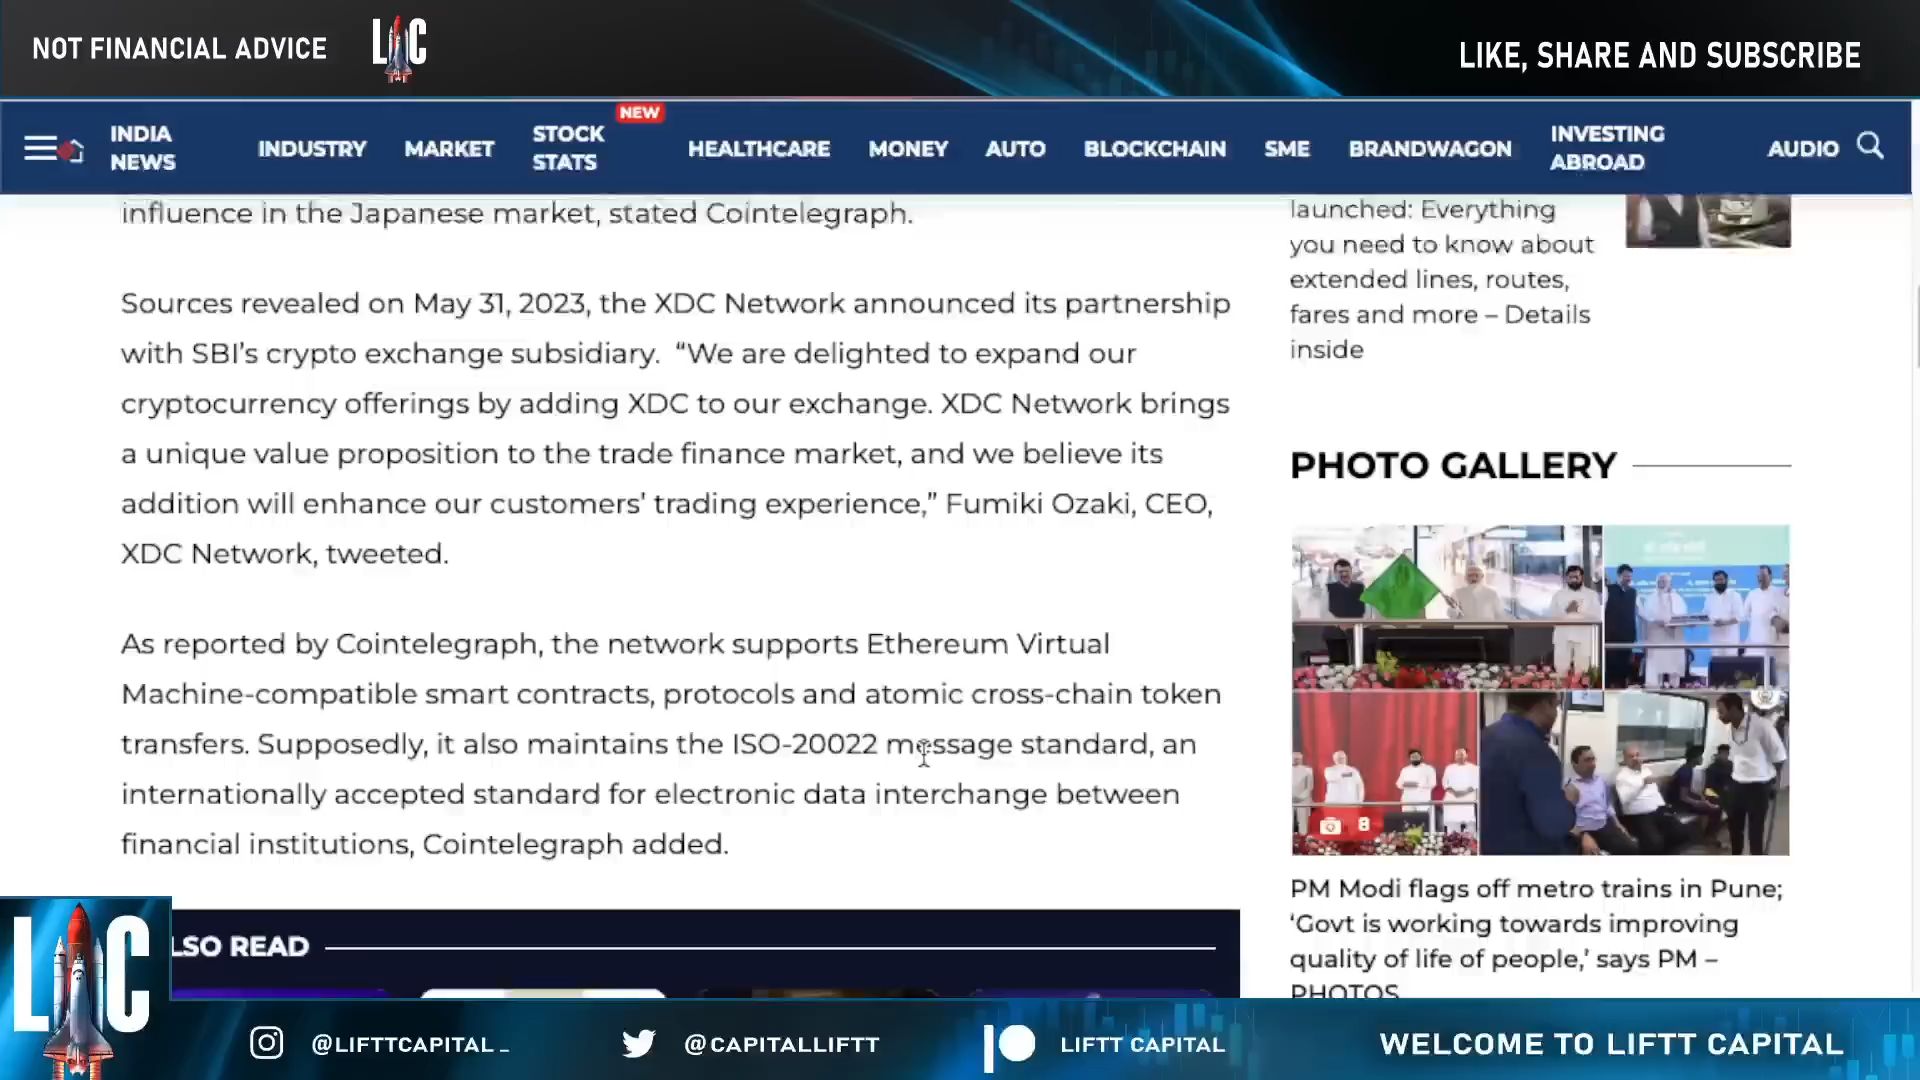 NOT FINANCIAL ADVICE
LC
LIKE, SHARE AND SUBSCRIBE
INDIA NEWS
INDUSTRY
MARKET
STOCK STATS
NEW
HEALTHCARE
MONEY
AUTO
BLOCKCHAIN
SME
BRANDWAGON
INVESTING ABROAD
AUDIO
influence in the Japanese market, stated Cointelegraph.
Sources revealed on May 31, 2023, the XDC Network announced its partnership
with SBI’s crypto exchange subsidiary. “We are delighted to expand our
cryptocurrency offerings by adding XDC to our exchange. XDC Network brings
a unique value proposition to the trade finance market, and we believe its
addition will enhance our customers’ trading experience,” Fumiki Ozaki, CEO,
XDC Network, tweeted.
As reported by Cointelegraph, the network supports Ethereum Virtual
Machine-compatible smart contracts, protocols and atomic cross-chain token
transfers. Supposedly, it also maintains the ISO-20022 message standard, an
internationally accepted standard for electronic data interchange between
financial institutions, Cointelegraph added.
LSO READ
launched: Everything
you need to know about
extended lines, routes,
fares and more – Details
inside
PHOTO GALLERY
PM Modi flags off metro trains in Pune;
‘Govt is working towards improving
quality of life of people,’ says PM –
PHOTOS
LC
@LIFTTCAPITAL_
@CAPITALLIFTT
LIFTT CAPITAL
WELCOME TO LIFTT CAPITAL